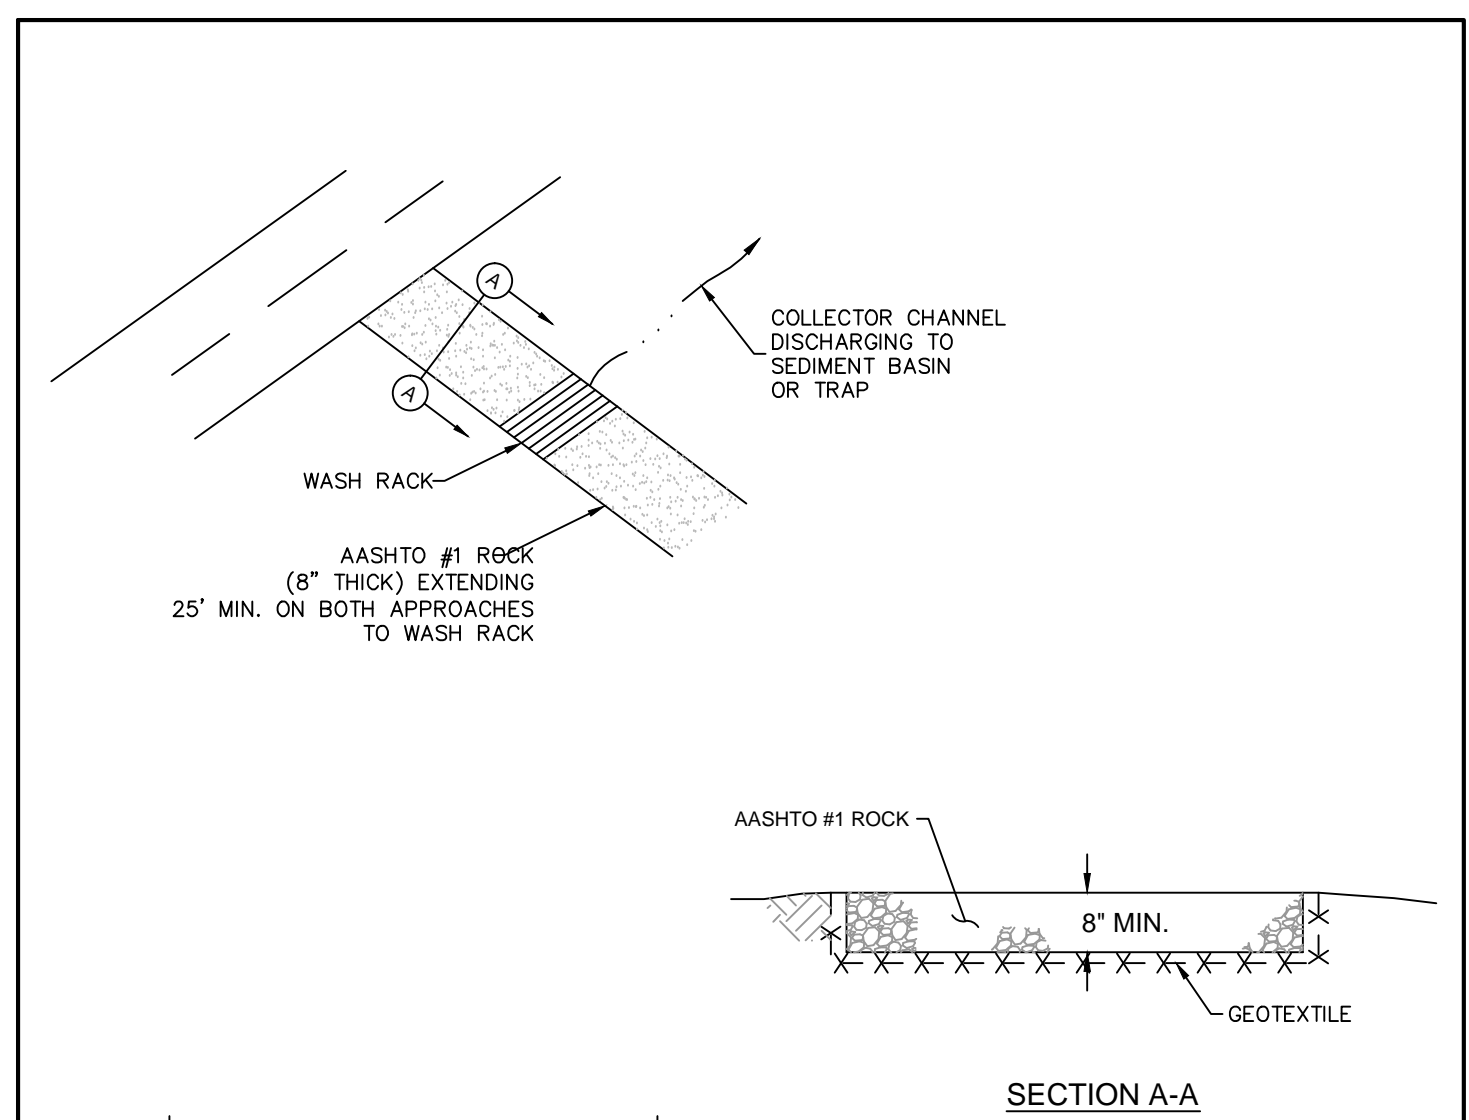 A
A
COLLECTOR CHANNEL
DISCHARGING TO
SEDIMENT BASIN
OR TRAP
WASH RACK
AASHTO #1 ROCK
(8" THICK) EXTENDING
25' MIN. ON BOTH APPROACHES
TO WASH RACK
AASHTO #1 ROCK
8" MIN.
GEOTEXTILE
SECTION A-A